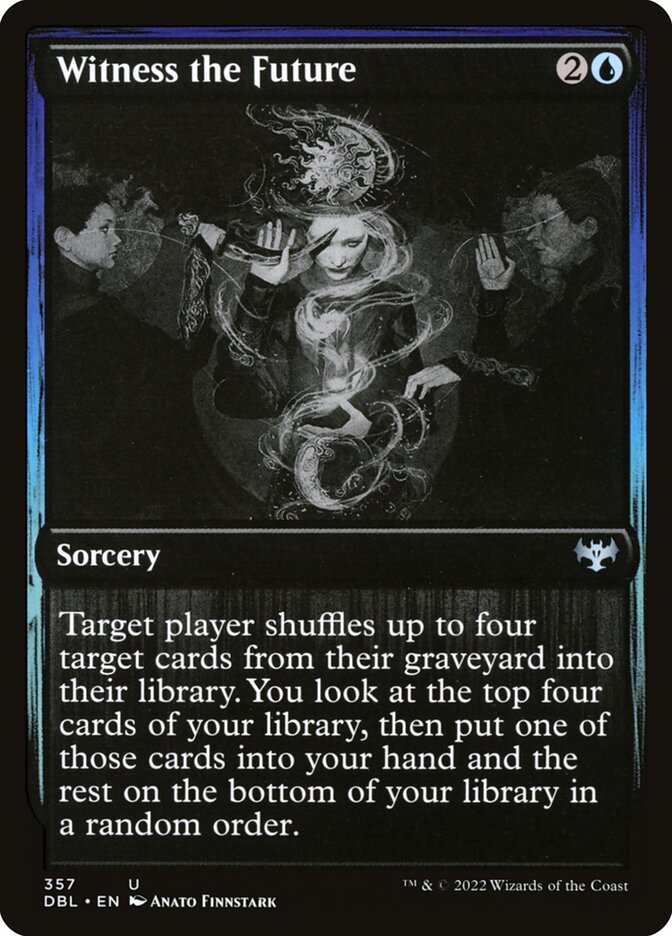 Witness the Future 2
Sorcery
Target player shuffles up to four
target cards from their graveyard into
their library. You look at the top four
cards of your library, then put one of
those cards into your hand and the
rest on the bottom of your library in
a random order.
357 U
DBL • EN Anato Finnstark
™ & © 2022 Wizards of the Coast